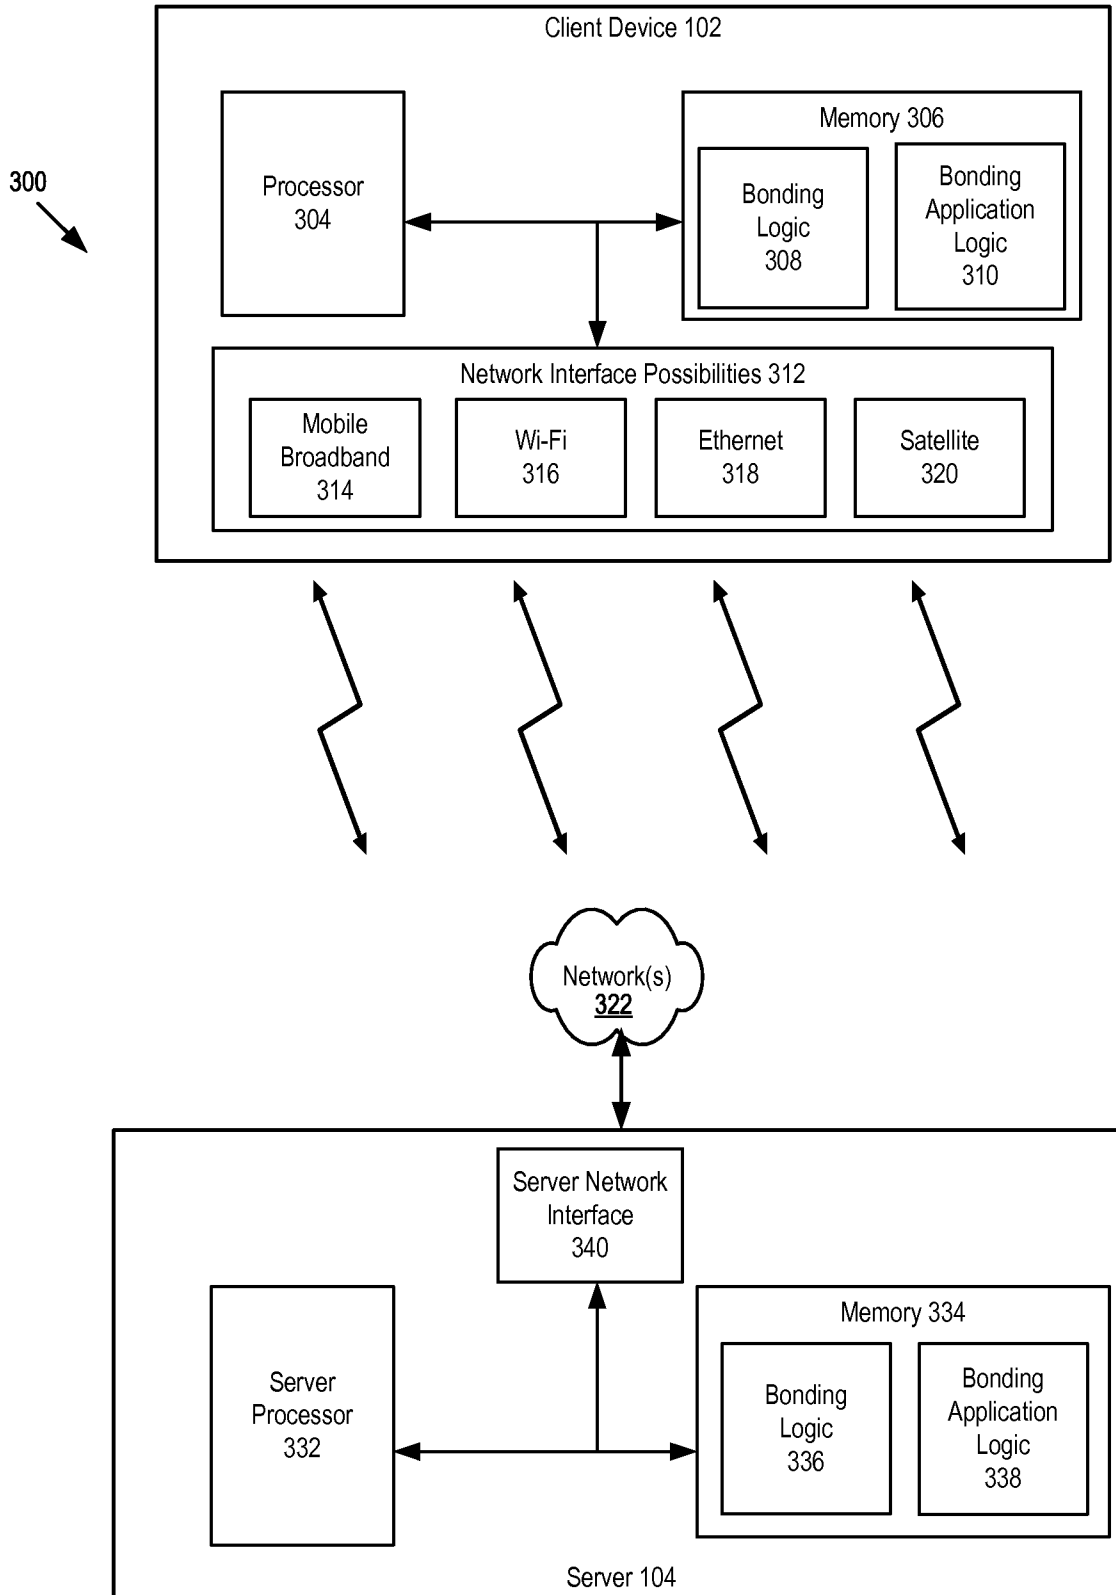 Client Device 102
300
Processor
304
Memory 306
Bonding
Logic
308
Bonding
Application
Logic
310
Network Interface Possibilities 312
Mobile
Broadband
314
Wi-Fi
316
Ethernet
318
Satellite
320
Network(s)
322
Server Network
Interface
340
Server
Processor
332
Memory 334
Bonding
Logic
336
Bonding
Application
Logic
338
Server 104